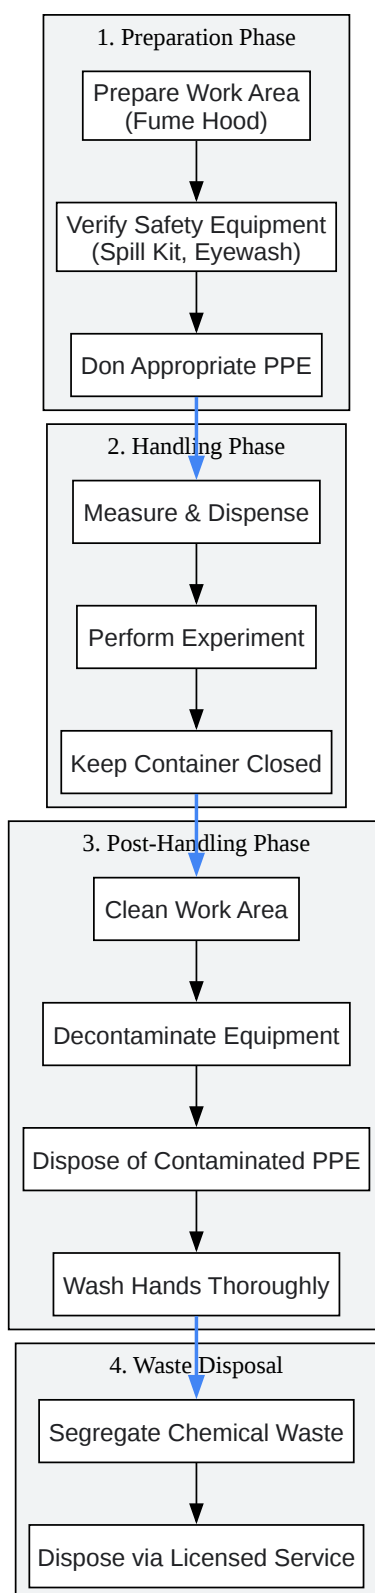 1. Preparation Phase
Prepare Work Area
(Fume Hood)
Verify Safety Equipment
(Spill Kit, Eyewash)
Don Appropriate PPE
2. Handling Phase
Measure & Dispense
Perform Experiment
Keep Container Closed
3. Post-Handling Phase
Clean Work Area
Decontaminate Equipment
Dispose of Contaminated PPE
Wash Hands Thoroughly
4. Waste Disposal
Segregate Chemical Waste
Dispose via Licensed Service